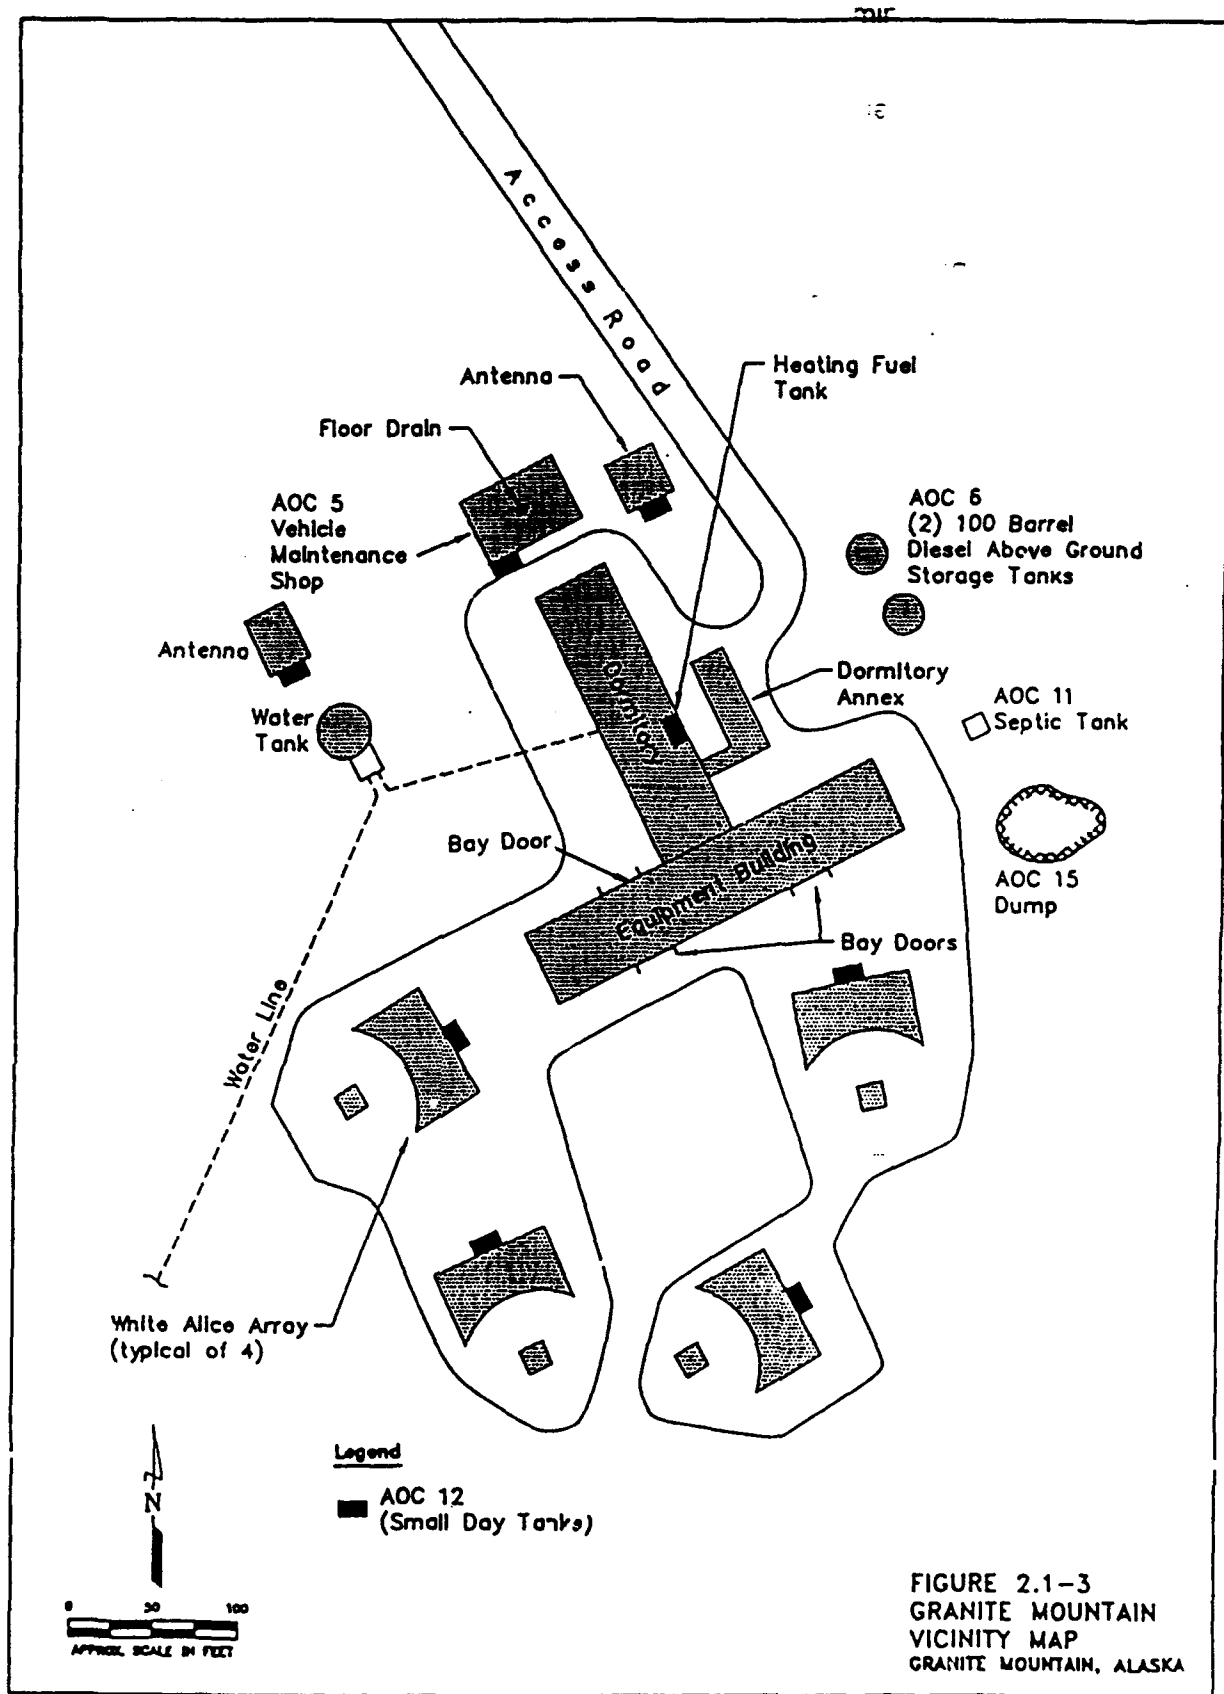 Access Road
Heating Fuel
Tank
Antenna
Floor Drain
AOC 5
Vehicle
Maintenance
Shop
AOC 6
(2) 100 Barrel
Diesel Above Ground
Storage Tanks
Antenna
Dormitory
Dormitory
Annex
Water
Tank
AOC 11
Septic Tank
Bay Door
Equipment Building
AOC 15
Dump
Bay Doors
Water Line
White Alice Array
(typical of 4)
Legend
AOC 12
(Small Day Tanks)
N
0 50 100
APPROX. SCALE IN FEET
FIGURE 2.1-3
GRANITE MOUNTAIN
VICINITY MAP
GRANITE MOUNTAIN, ALASKA